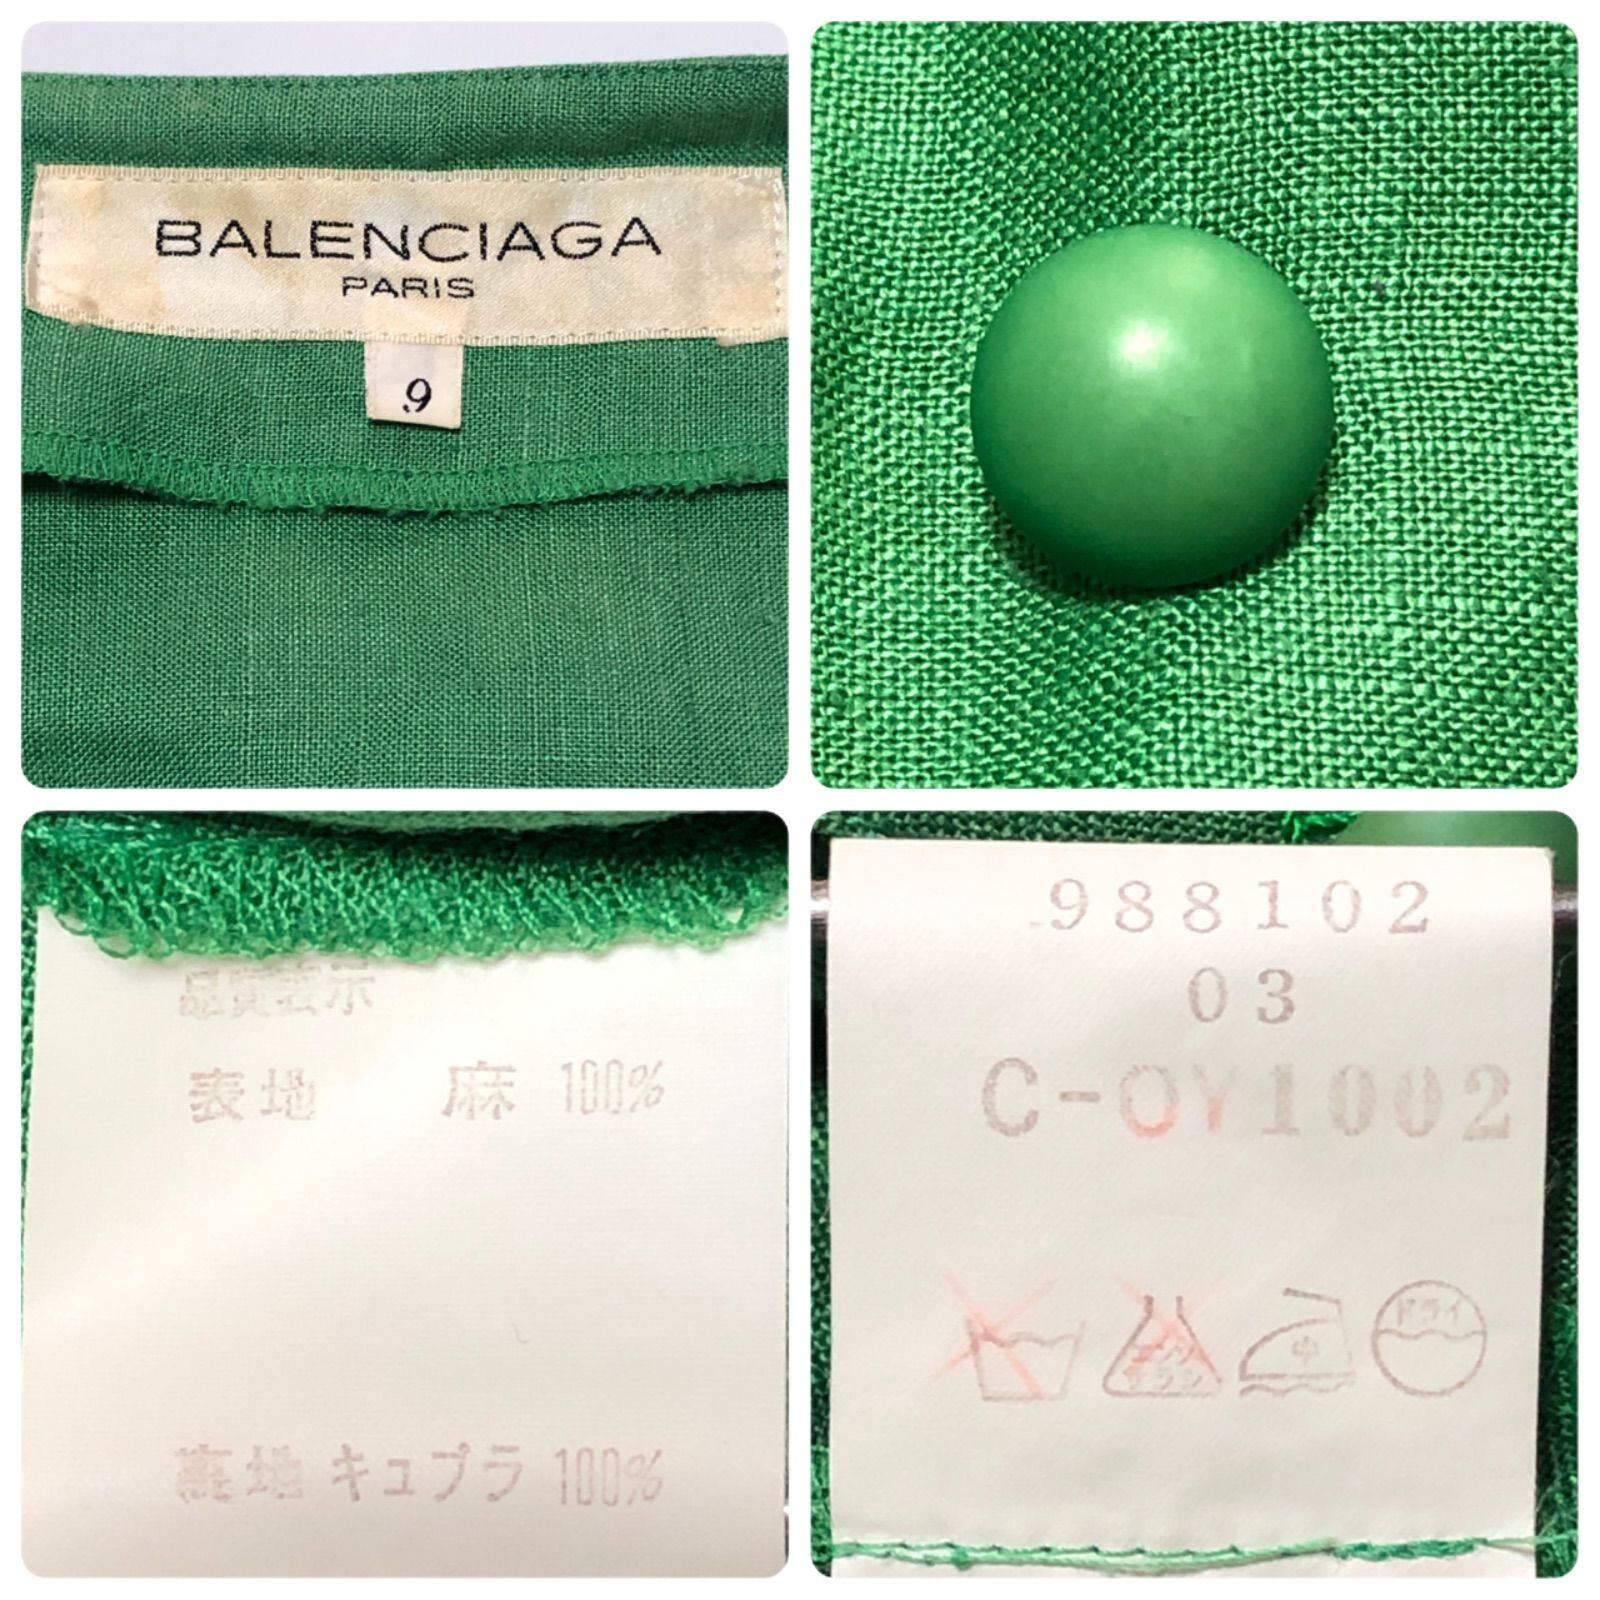 BALENCIAGA
PARIS
9
品質表示
表地 麻 100%
裏地 キュプラ 100%
988102
03
C-OY1002
中
ドライ